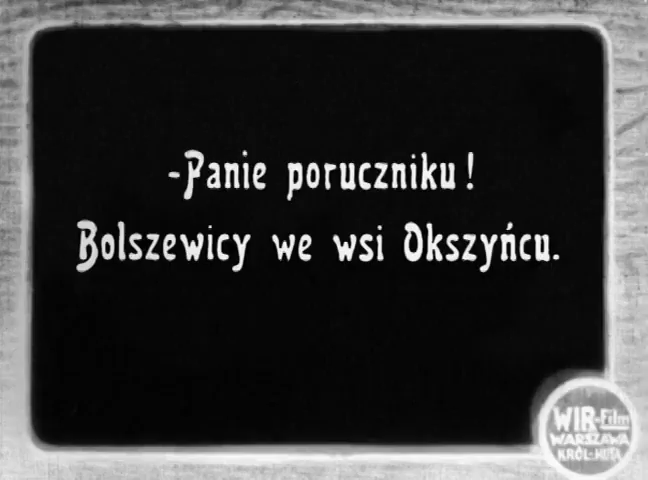 -Panie poruczniku!
Bolszewicy we wsi Okszyńcu.
WIR-Film
WARSZAWA
KRÓL-HUTA